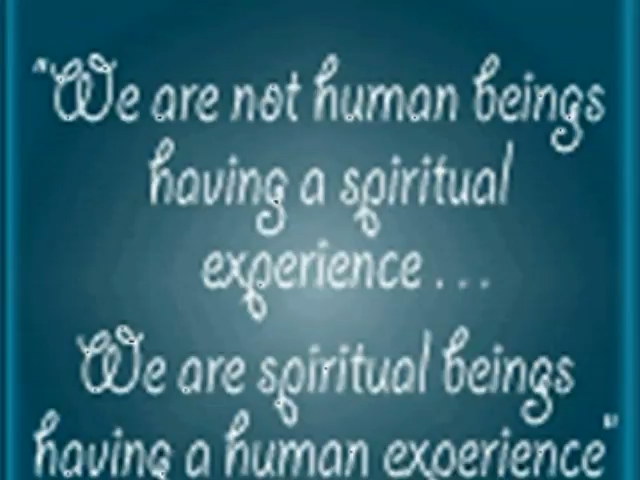 "We are not human beings
having a spiritual
experience . . .
We are spiritual beings
having a human experience"